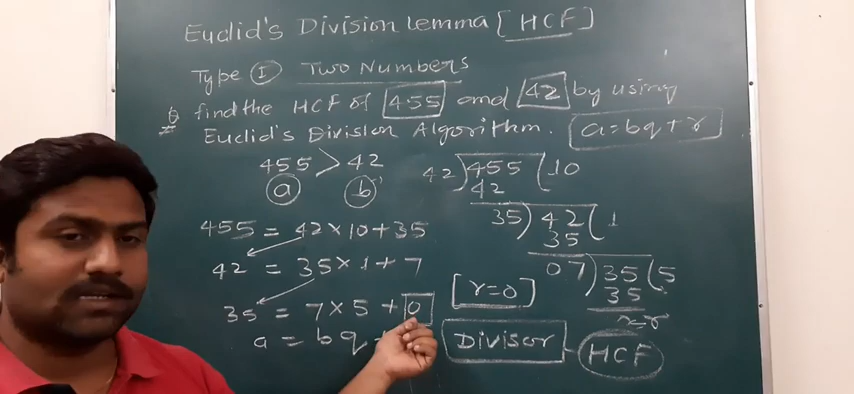 Euclid's Division Lemma [HCF]
Type (I) Two Numbers
Q find the HCF of 455 and 42 by using
Euclid's Division Algorithm. a=bq+r
455 > 42
a b
455 = 42×10+35
42 = 35×1+7
35 = 7×5+0
a = bq+
42)455(10
42
35)42(1
35
07)35(5
35
=r
[r=0]
Divisor - HCF